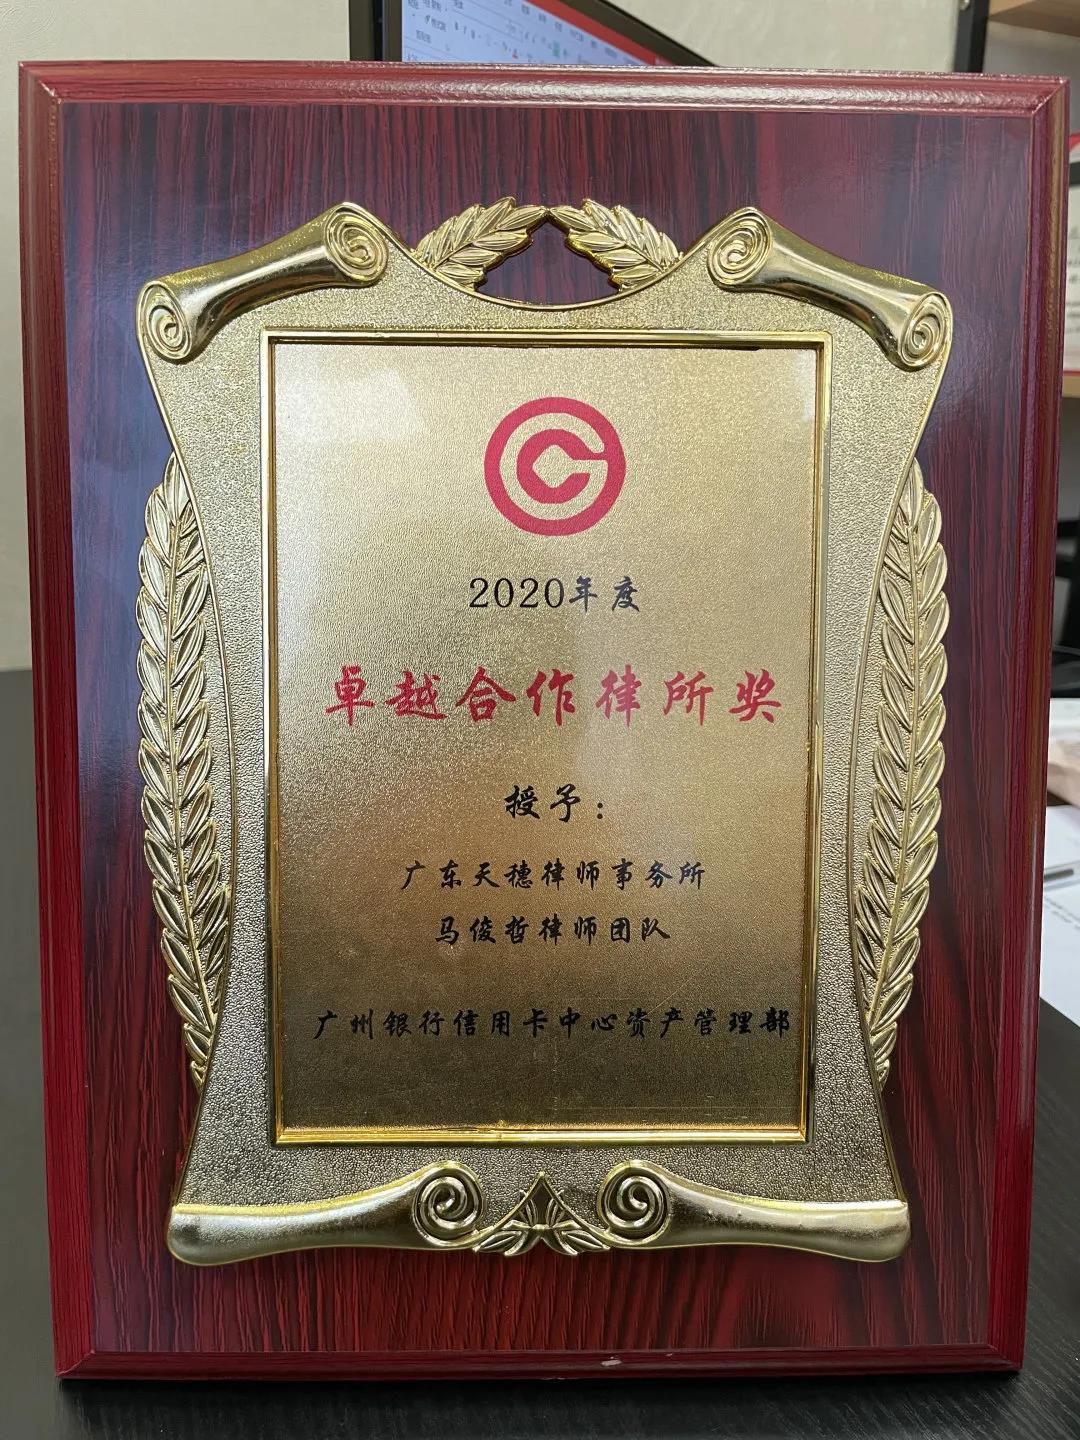 2020年度
卓越合作律所奖
授予：
广东天穗律师事务所
马俊哲律师团队
广州银行信用卡中心资产管理部